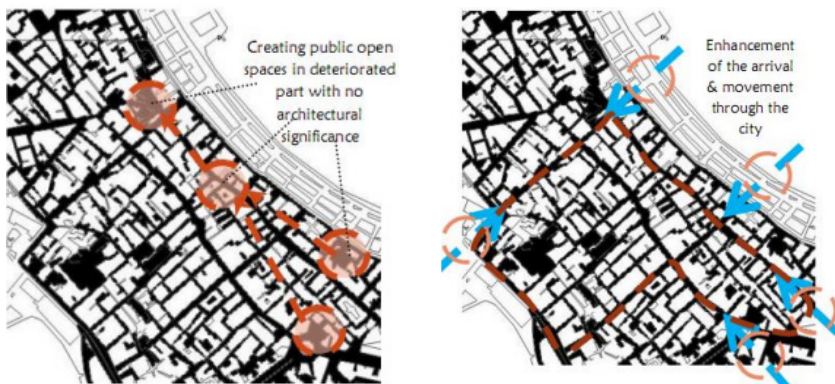 Creating public open
spaces in deteriorated
part with no
architectural
significance
Enhancement
of the arrival
& movement
through the
city